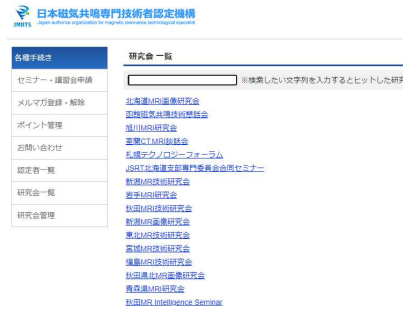 日本磁気共鳴専門技術者認定機構
JMRTS Japan authorize organization for magnetic resonance technological specialist
各種手続き
セミナー・講習会申請
メルマガ登録・解除
ポイント管理
お問い合わせ
認定者一覧
研究会一覧
研究会管理
研究会 一覧
※検索したい文字列を入力するとヒットした研
北海道MRI画像研究会
函館磁気共鳴技術懇話会
旭川MRI研究会
室蘭CT,MRI談話会
札幌テクノロジーフォーラム
JSRT北海道支部専門委員会合同セミナー
新潟MR技術研究会
岩手MRI研究会
秋田MRI技術研究会
新潟MR画像研究会
東北MR技術研究会
宮城MR技術研究会
福島MRI技術研究会
秋田県北MR画像研究会
青森県MRI研究会
秋田MR Intelligence Seminar